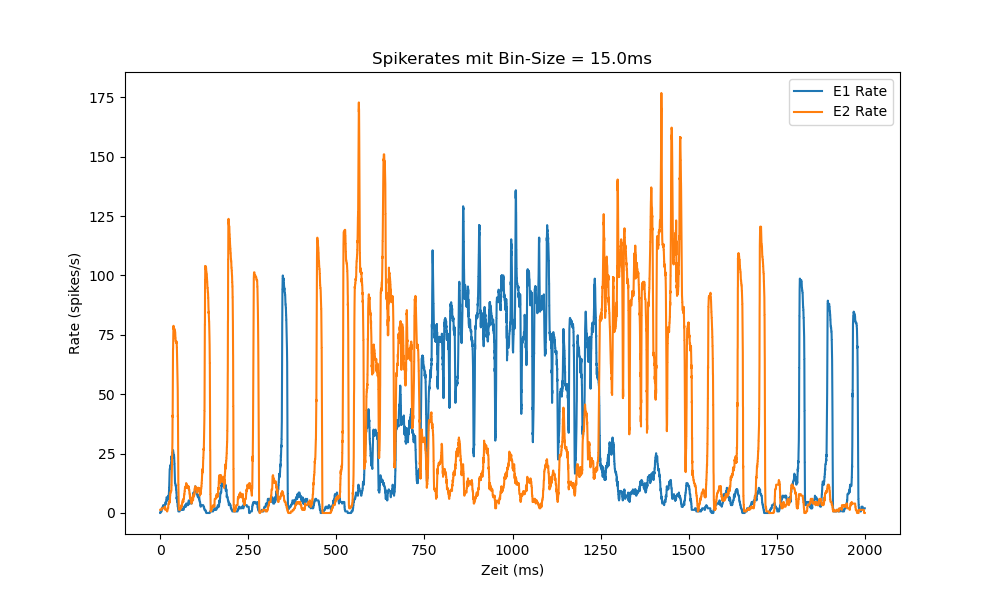 Spikerates mit Bin-Size = 15.0ms
E1 Rate
E2 Rate
Rate (spikes/s)
175
150
125
100
75
50
25
0
0 250 500 750 1000 1250 1500 1750 2000
Zeit (ms)